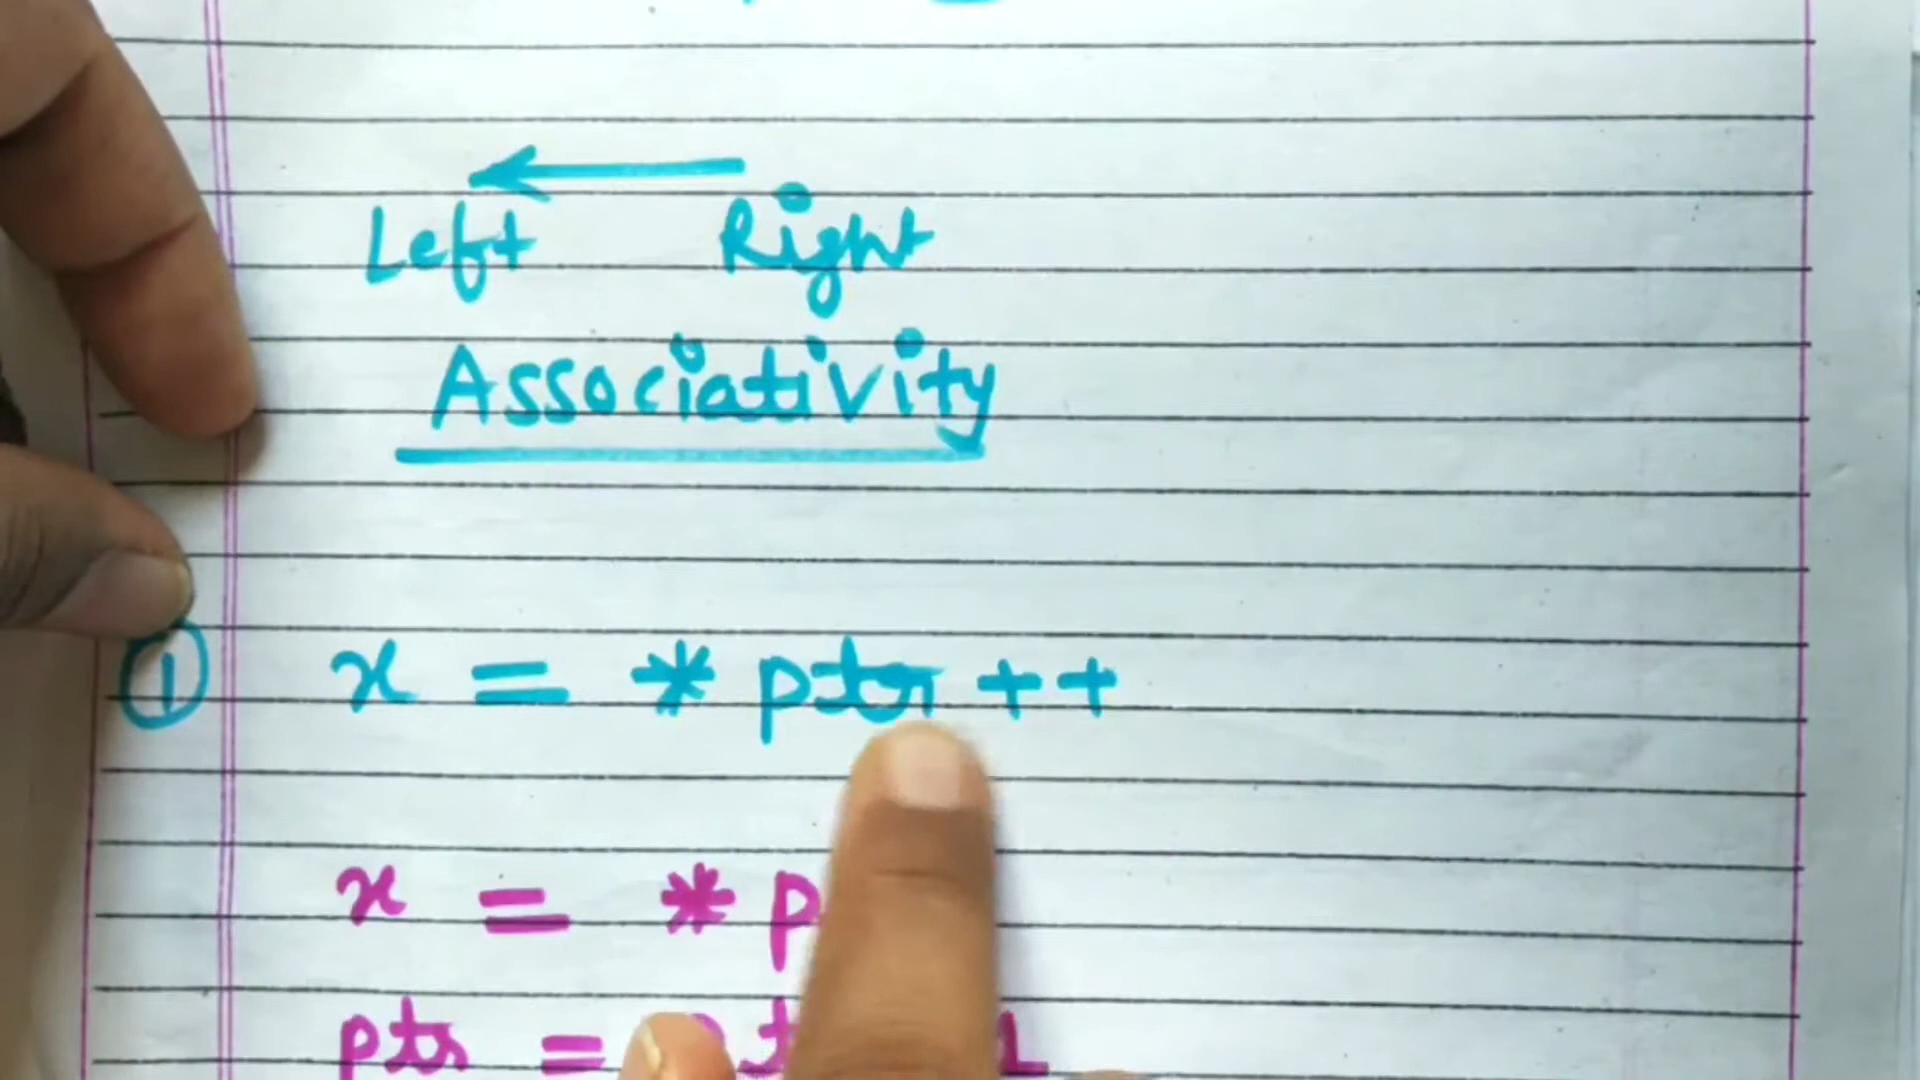 Left Right
Associativity
① x = * ptr ++
x = *
ptr =